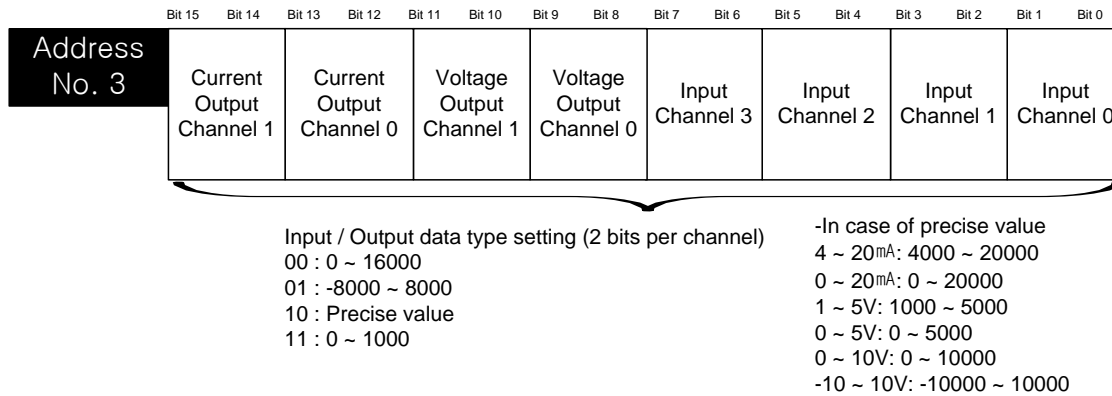 Bit 15 Bit 14 Bit 13 Bit 12 Bit 11 Bit 10 Bit 9 Bit 8 Bit 7 Bit 6 Bit 5 Bit 4 Bit 3 Bit 2 Bit 1 Bit 0
Address
No. 3
Current
Output
Channel 1
Current
Output
Channel 0
Voltage
Output
Channel 1
Voltage
Output
Channel 0
Input
Channel 3
Input
Channel 2
Input
Channel 1
Input
Channel 0
Input / Output data type setting (2 bits per channel)
00 : 0 ~ 16000
01 : -8000 ~ 8000
10 : Precise value
11 : 0 ~ 1000
-In case of precise value
4 ~ 20㎃: 4000 ~ 20000
0 ~ 20㎃: 0 ~ 20000
1 ~ 5V: 1000 ~ 5000
0 ~ 5V: 0 ~ 5000
0 ~ 10V: 0 ~ 10000
-10 ~ 10V: -10000 ~ 10000